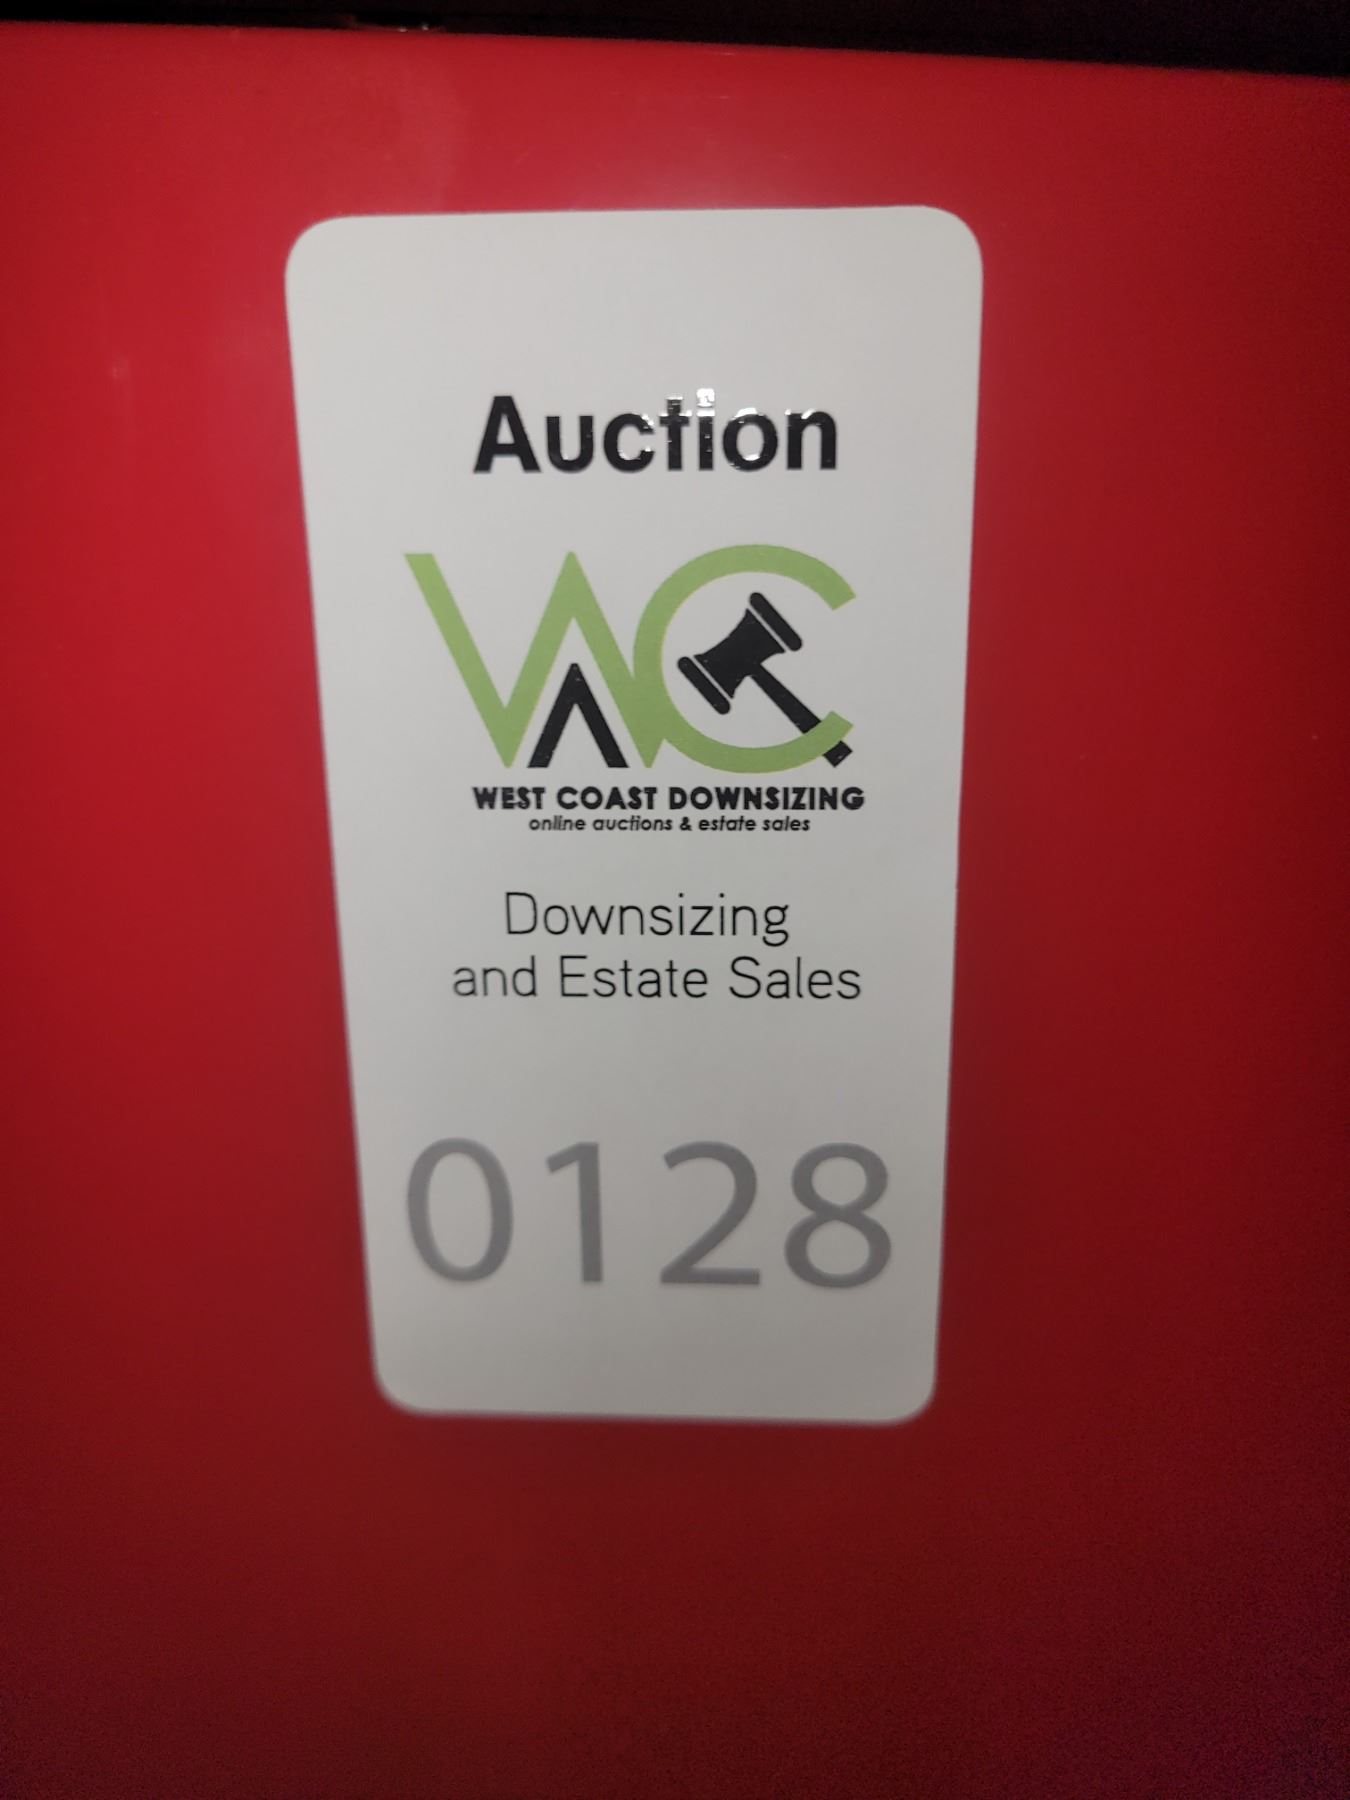 Auction
WC
WEST COAST DOWNSIZING
online auctions & estate sales
Downsizing
and Estate Sales
0128